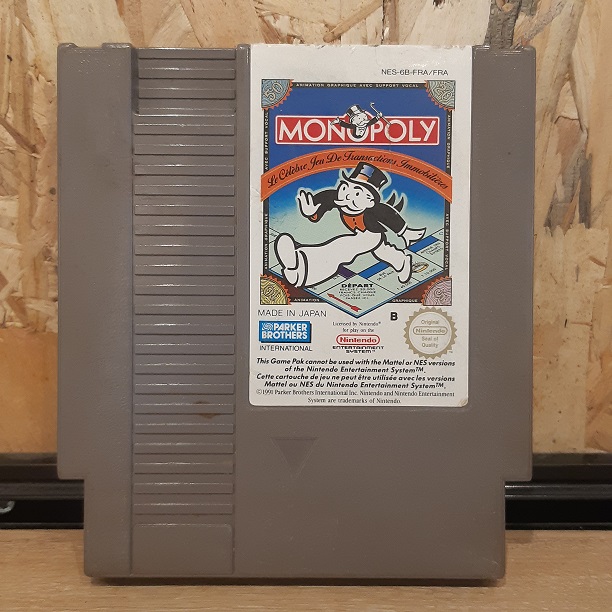 NES-6B-FRA/FRA
ANIMATION GRAPHIQUE AVEC SUPPORT VOCAL
MONOPOLY
Le Célèbre Jeu De Transactions Immobilières
DÉPART
ANIMATION
GRAPHIQUE
MADE IN JAPAN
B
PARKER
BROTHERS
INTERNATIONAL
Licensed by Nintendo®
for play on the
Nintendo
ENTERTAINMENT
SYSTEM™
Original
Nintendo
Seal of
Quality
This Game Pak cannot be used with the Mattel or NES versions
of the Nintendo Entertainment System™.
Cette cartouche de jeu ne peut être utilisée avec les versions
Mattel ou NES du Nintendo Entertainment System™.
©1991 Parker Brothers International Inc. Nintendo and Nintendo Entertainment
System are trademarks of Nintendo.